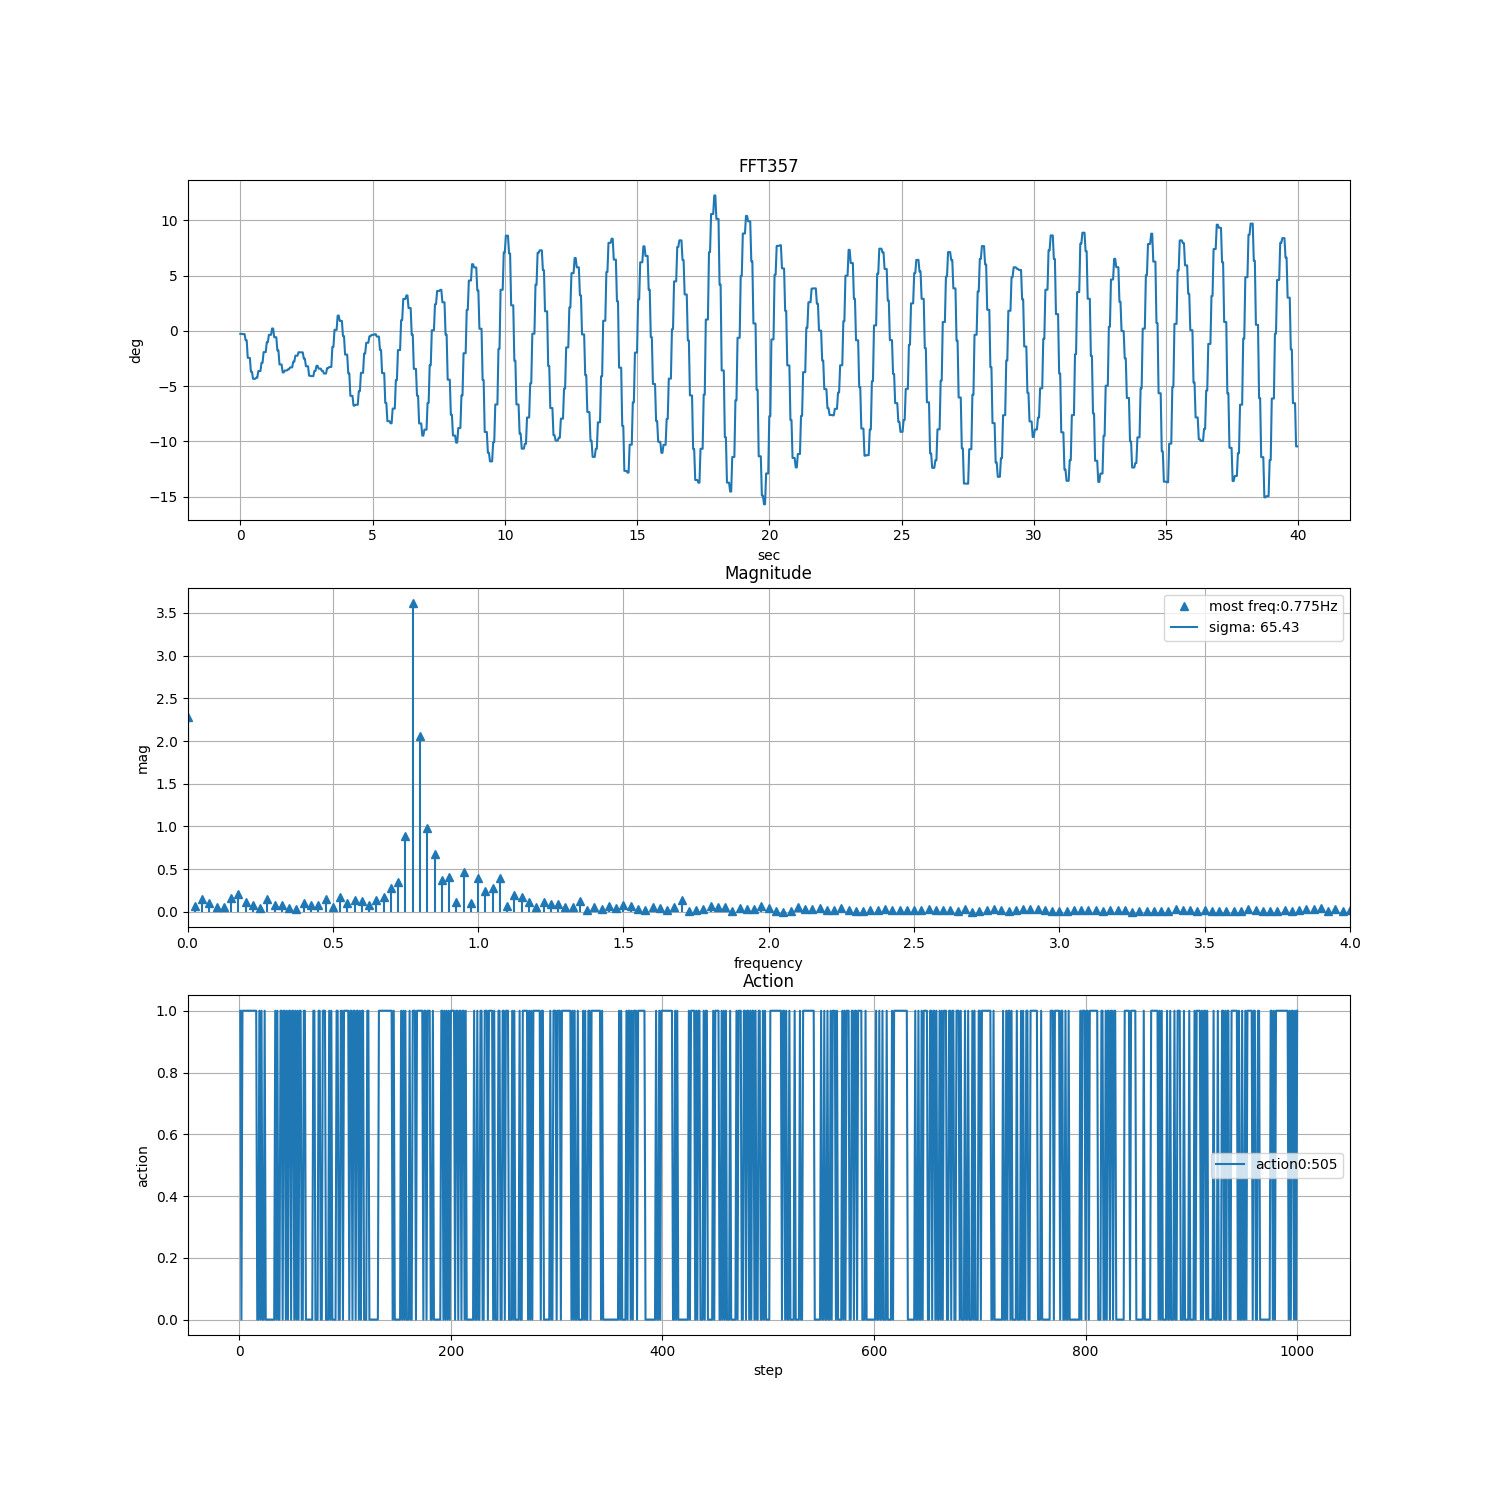 FFT357
10
5
0
−5
−10
−15
deg
0 5 10 15 20 25 30 35 40
sec
Magnitude
most freq:0.775Hz
sigma: 65.43
3.5
3.0
2.5
2.0
1.5
1.0
0.5
0.0
mag
0.0 0.5 1.0 1.5 2.0 2.5 3.0 3.5 4.0
frequency
Action
1.0
0.8
0.6
0.4
0.2
0.0
action
action0:505
0 200 400 600 800 1000
step